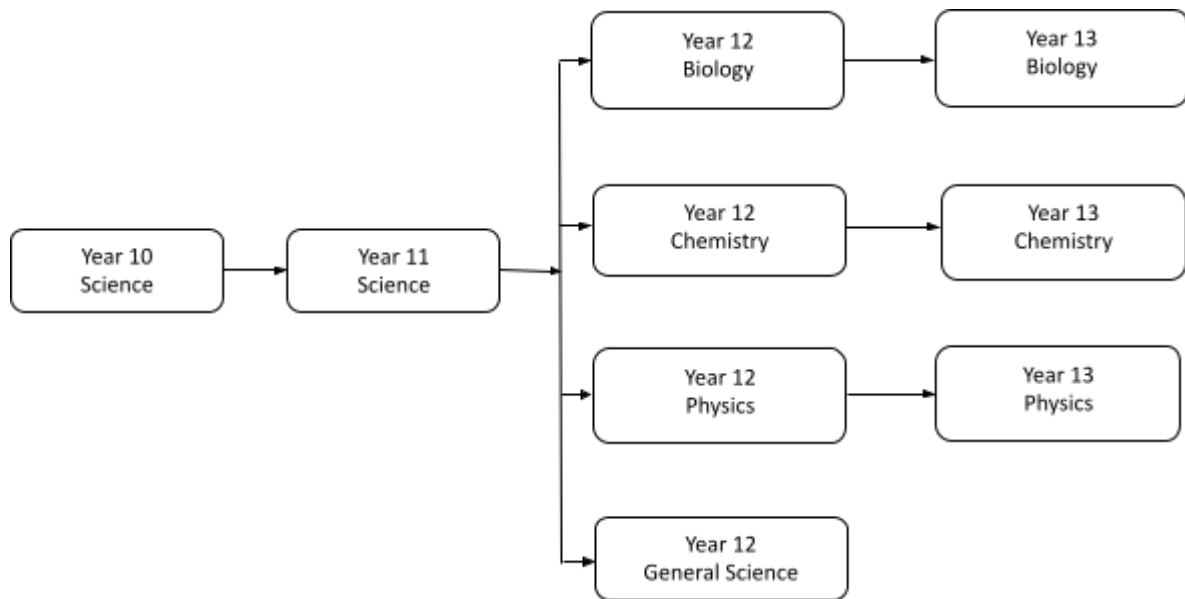 Year 10
Science
Year 11
Science
Year 12
Biology
Year 13
Biology
Year 12
Chemistry
Year 13
Chemistry
Year 12
Physics
Year 13
Physics
Year 12
General Science